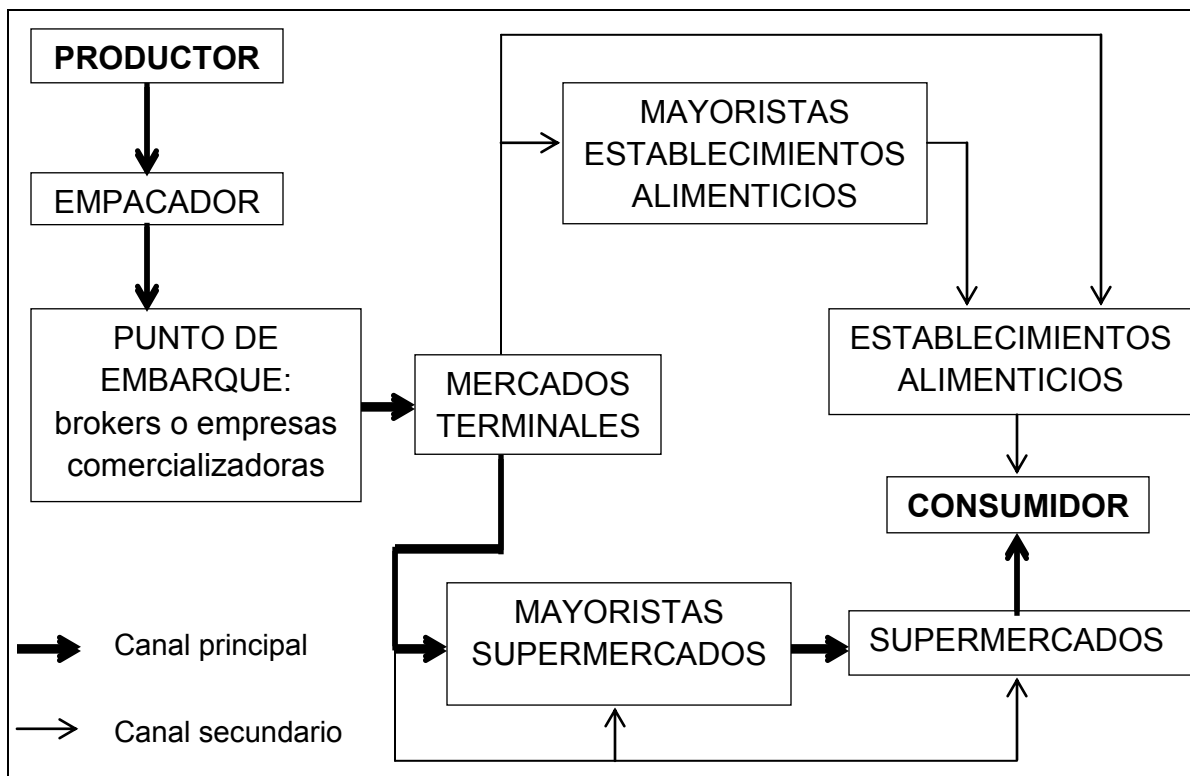 PRODUCTOR
EMPACADOR
PUNTO DE
EMBARQUE:
brokers o empresas
comercializadoras
MERCADOS
TERMINALES
MAYORISTAS
ESTABLECIMIENTOS
ALIMENTICIOS
ESTABLECIMIENTOS
ALIMENTICIOS
CONSUMIDOR
MAYORISTAS
SUPERMERCADOS
SUPERMERCADOS
Canal principal
Canal secundario